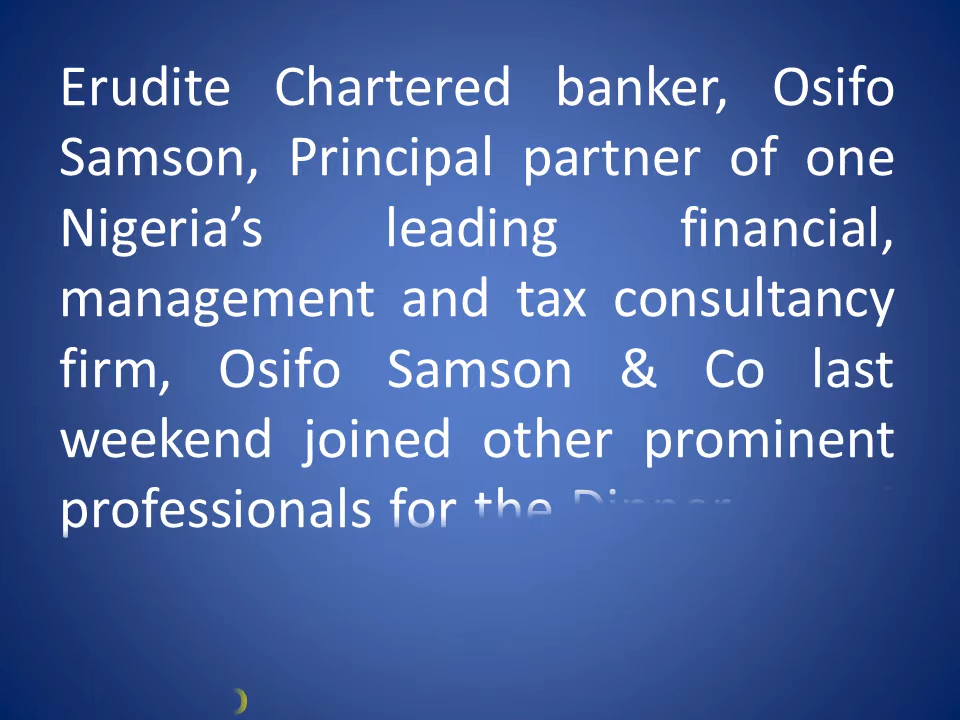 Erudite Chartered banker, Osifo
Samson, Principal partner of one
Nigeria’s leading financial,
management and tax consultancy
firm, Osifo Samson & Co last
weekend joined other prominent
professionals for the Dinner